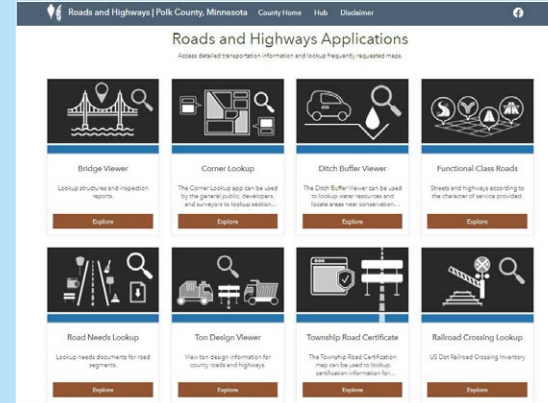 Roads and Highways | Polk County, Minnesota County Home Hub Disclaimer
Roads and Highways Applications
Access detailed transportation information and lookup frequently requested maps.
Bridge Viewer
Lookup structures and inspection
reports.
Explore
Corner Lookup
The Corner Lookup app can be used
by the general public, developers,
and surveyors to lookup section...
Explore
Ditch Buffer Viewer
The Ditch Buffer Viewer can be used
to lookup water resources and
locate areas near conservation...
Explore
Functional Class Roads
Streets and highways according to
the character of service provided.
Explore
Road Needs Lookup
Lookup needs documents for road
segments.
Explore
Ton Design Viewer
View ton design information for
county roads and highways.
Explore
Township Road Certificate
The Township Road Certification
map can be used to lookup
certification information for...
Explore
Railroad Crossing Lookup
US Dot Railroad Crossing Inventory
Explore